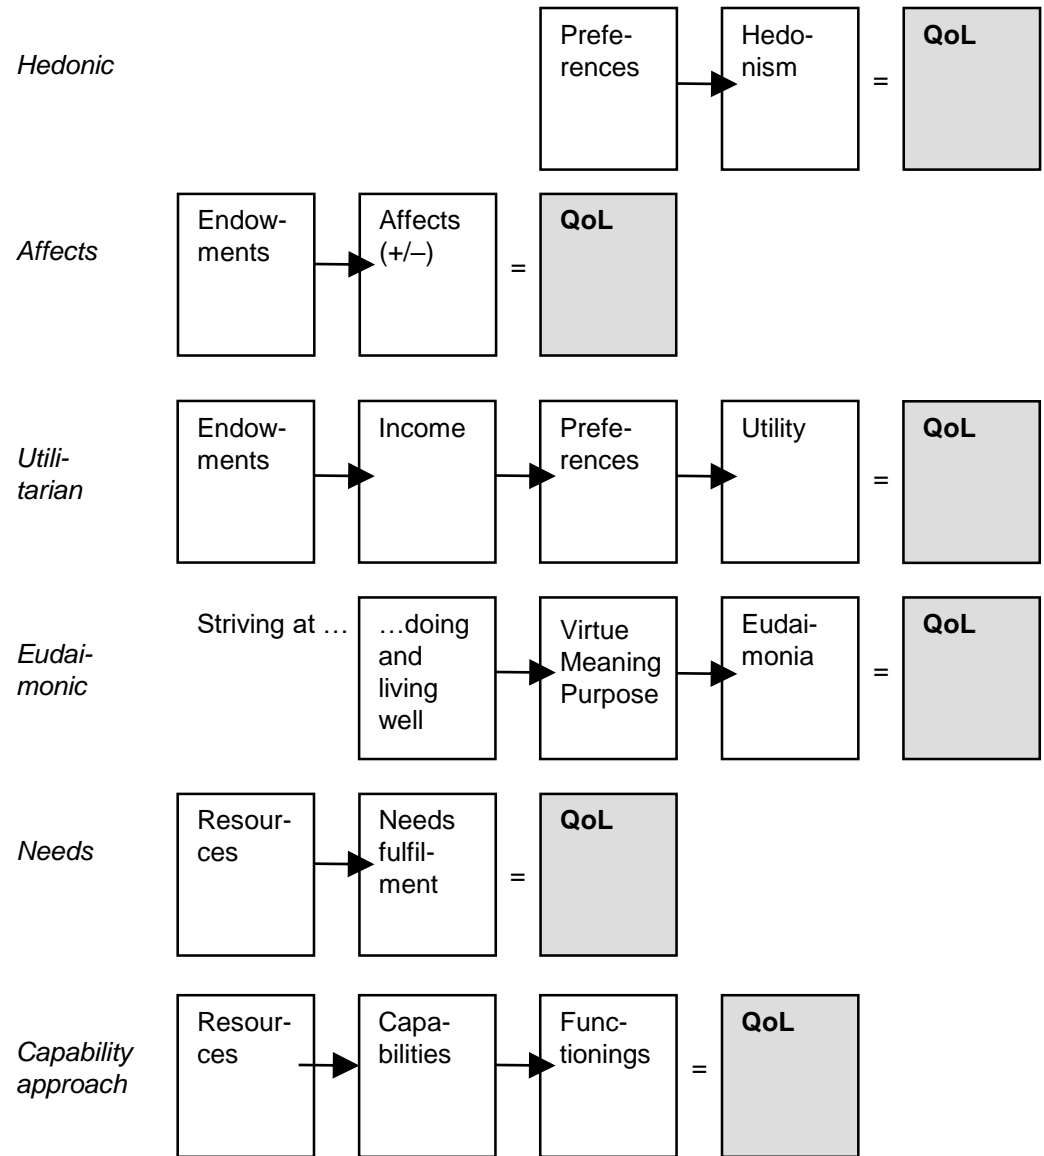 Hedonic
Prefe-
rences
Hedo-
nism
=
QoL
Affects
Endow-
ments
Affects
(+/–)
=
QoL
Utili-
tarian
Endow-
ments
Income
Prefe-
rences
Utility
=
QoL
Eudai-
monic
Striving at …
…doing
and
living
well
Virtue
Meaning
Purpose
Eudai-
monia
=
QoL
Needs
Resour-
ces
Needs
fulfil-
ment
=
QoL
Capability
approach
Resour-
ces
Capa-
bilities
Func-
tionings
=
QoL